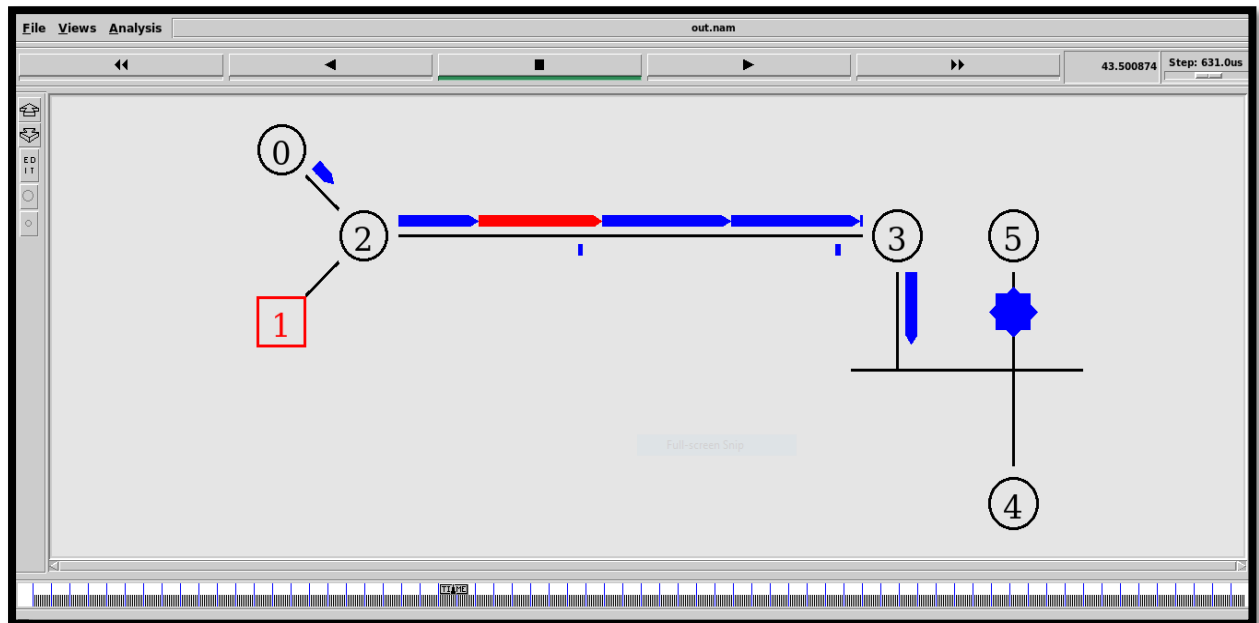 File Views Analysis out.nam
43.500874 Step: 631.0us
ED
IT
0
2 3 5
1
Full-screen Snip
4
TIME